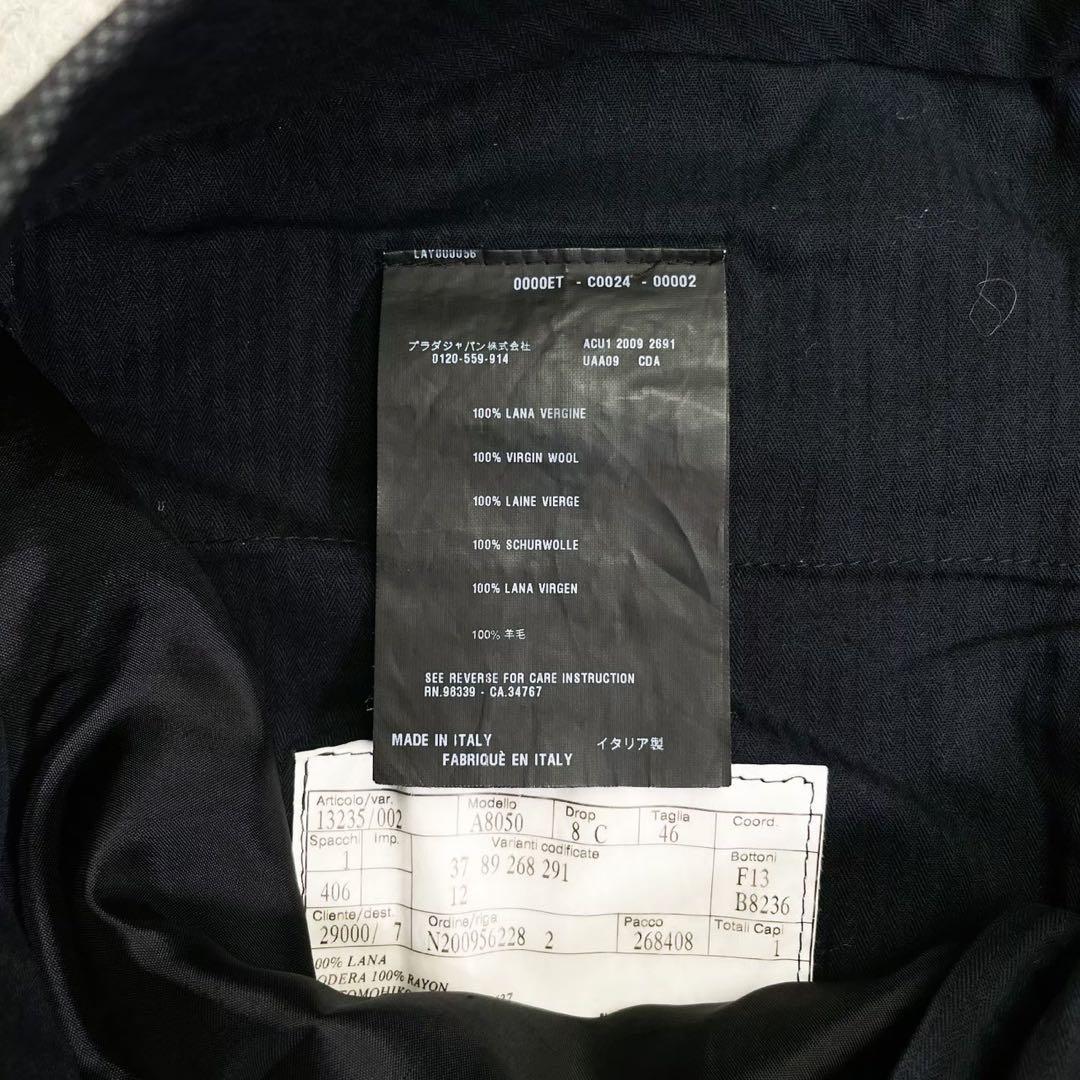 LAY000056
0000ET - C0024 - 00002
プラダジャパン株式会社 ACU1 2009 2691
0120-559-914 UAA09 CDA
100% LANA VERGINE
100% VIRGIN WOOL
100% LAINE VIERGE
100% SCHURWOLLE
100% LANA VIRGEN
100% 羊毛
SEE REVERSE FOR CARE INSTRUCTION
RN.98339 - CA.34767
MADE IN ITALY イタリア製
FABRIQUÈ EN ITALY
Articolo/var. Modello Drop Taglia Coord.
13235/002 A8050 8 C 46
Spacchi Imp. Varianti codificate Bottoni
1 37 89 268 291 F13
406 12 B8236
Cliente/dest. Ordine/riga Pacco Totali Capi
29000/ 7 N200956228 2 268408 1
00% LANA
ODERA 100% RAYON